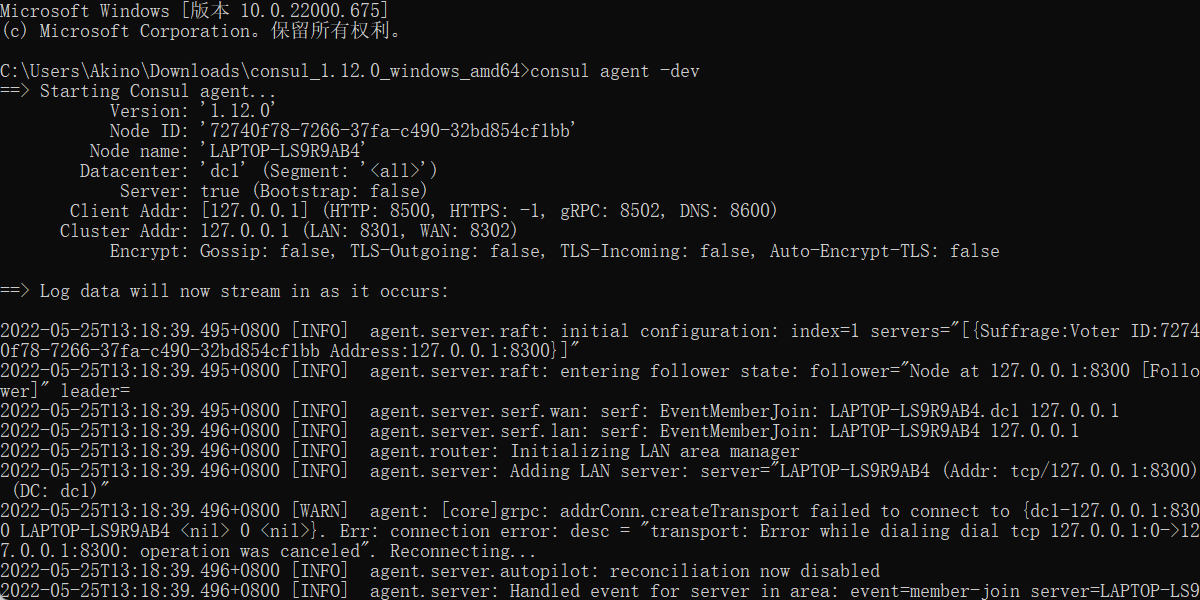 Microsoft Windows [版本 10.0.22000.675]
(c) Microsoft Corporation。保留所有权利。
C:\Users\Akino\Downloads\consul_1.12.0_windows_amd64>consul agent -dev
==> Starting Consul agent...
Version: '1.12.0'
Node ID: '72740f78-7266-37fa-c490-32bd854cf1bb'
Node name: 'LAPTOP-LS9R9AB4'
Datacenter: 'dc1' (Segment: '<all>')
Server: true (Bootstrap: false)
Client Addr: [127.0.0.1] (HTTP: 8500, HTTPS: -1, gRPC: 8502, DNS: 8600)
Cluster Addr: 127.0.0.1 (LAN: 8301, WAN: 8302)
Encrypt: Gossip: false, TLS-Outgoing: false, TLS-Incoming: false, Auto-Encrypt-TLS: false
==> Log data will now stream in as it occurs:
2022-05-25T13:18:39.495+0800 [INFO]  agent.server.raft: initial configuration: index=1 servers="[{Suffrage:Voter ID:7274
0f78-7266-37fa-c490-32bd854cf1bb Address:127.0.0.1:8300}]"
2022-05-25T13:18:39.495+0800 [INFO]  agent.server.raft: entering follower state: follower="Node at 127.0.0.1:8300 [Follo
wer]" leader=
2022-05-25T13:18:39.495+0800 [INFO]  agent.server.serf.wan: serf: EventMemberJoin: LAPTOP-LS9R9AB4.dc1 127.0.0.1
2022-05-25T13:18:39.496+0800 [INFO]  agent.server.serf.lan: serf: EventMemberJoin: LAPTOP-LS9R9AB4 127.0.0.1
2022-05-25T13:18:39.496+0800 [INFO]  agent.router: Initializing LAN area manager
2022-05-25T13:18:39.496+0800 [INFO]  agent.server: Adding LAN server: server="LAPTOP-LS9R9AB4 (Addr: tcp/127.0.0.1:8300)
(DC: dc1)"
2022-05-25T13:18:39.496+0800 [WARN]  agent: [core]grpc: addrConn.createTransport failed to connect to {dc1-127.0.0.1:830
0 LAPTOP-LS9R9AB4 <nil> 0 <nil>}. Err: connection error: desc = "transport: Error while dialing dial tcp 127.0.0.1:0->12
7.0.0.1:8300: operation was canceled". Reconnecting...
2022-05-25T13:18:39.496+0800 [INFO]  agent.server.autopilot: reconciliation now disabled
2022-05-25T13:18:39.496+0800 [INFO]  agent.server: Handled event for server in area: event=member-join server=LAPTOP-LS9